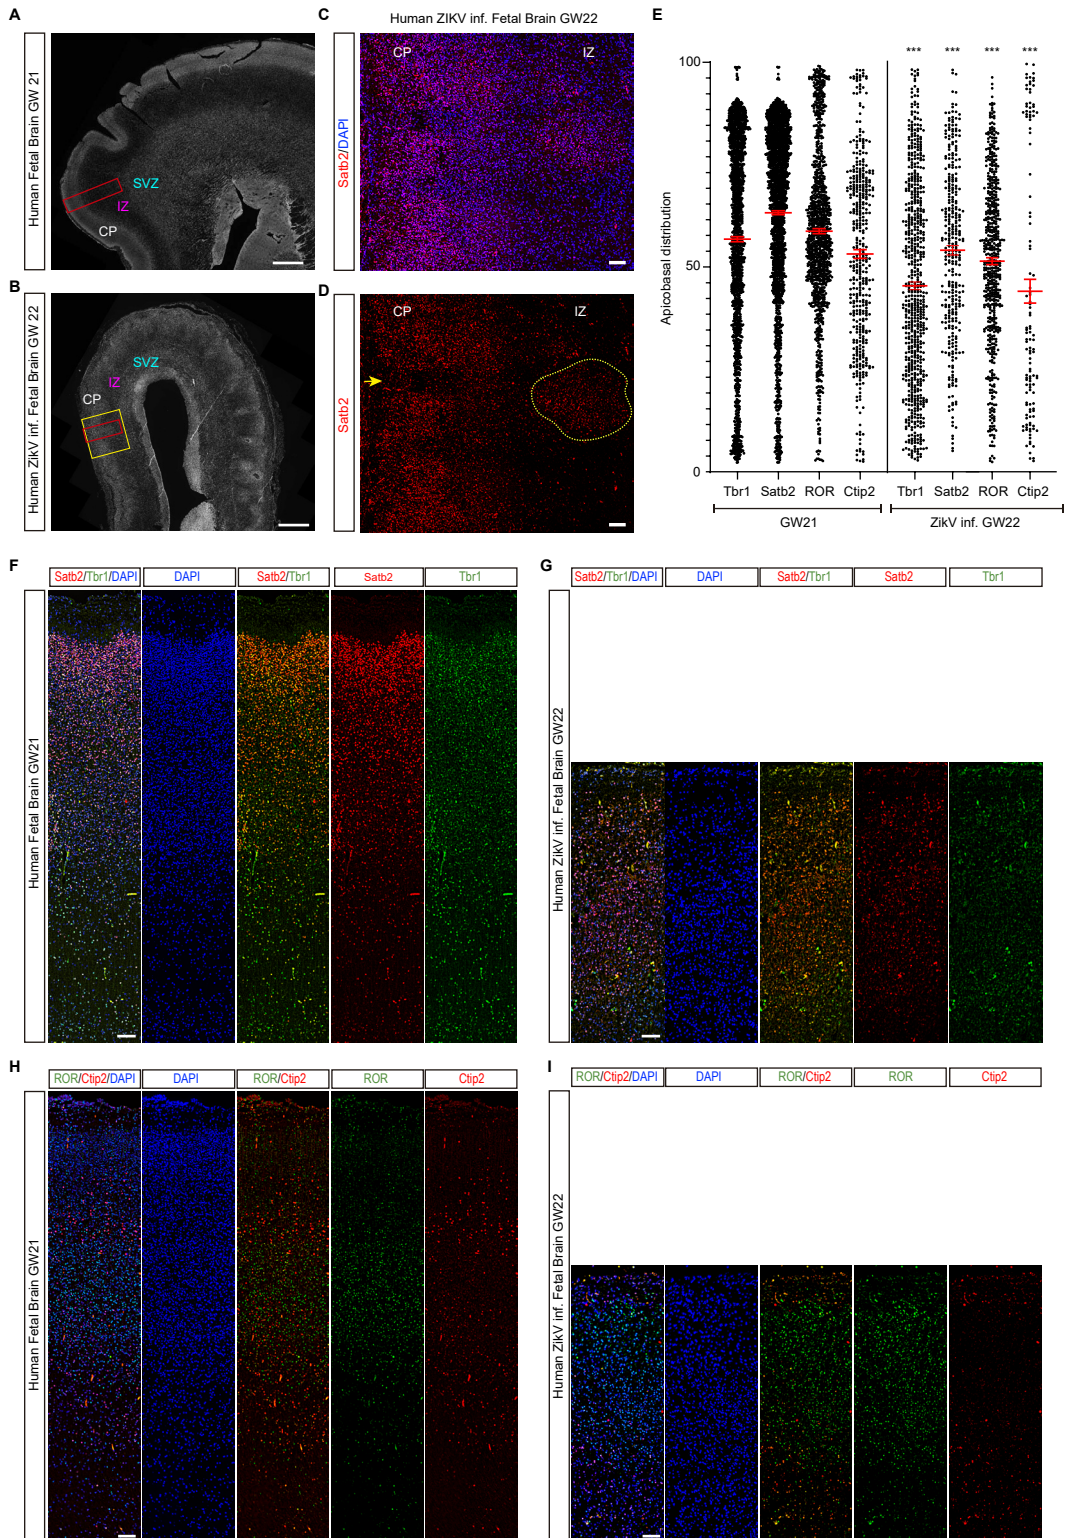 A
Human Fetal Brain GW 21
SVZ
IZ
CP
B
Human ZikV inf. Fetal Brain GW 22
SVZ
IZ
CP
Human ZIKV inf. Fetal Brain GW22
C
Satb2/DAPI
CP
IZ
D
Satb2
CP
IZ
E
Apicobasal distribution
100
50
0
*** *** *** ***
Tbr1 Satb2 ROR Ctip2 Tbr1 Satb2 ROR Ctip2
GW21 ZikV inf. GW22
F
Human Fetal Brain GW21
Satb2/Tbr1/DAPI DAPI Satb2/Tbr1 Satb2 Tbr1
G
Human ZikV inf. Fetal Brain GW22
Satb2/Tbr1/DAPI DAPI Satb2/Tbr1 Satb2 Tbr1
H
Human Fetal Brain GW21
ROR/Ctip2/DAPI DAPI ROR/Ctip2 ROR Ctip2
I
Human ZikV inf. Fetal Brain GW22
ROR/Ctip2/DAPI DAPI ROR/Ctip2 ROR Ctip2